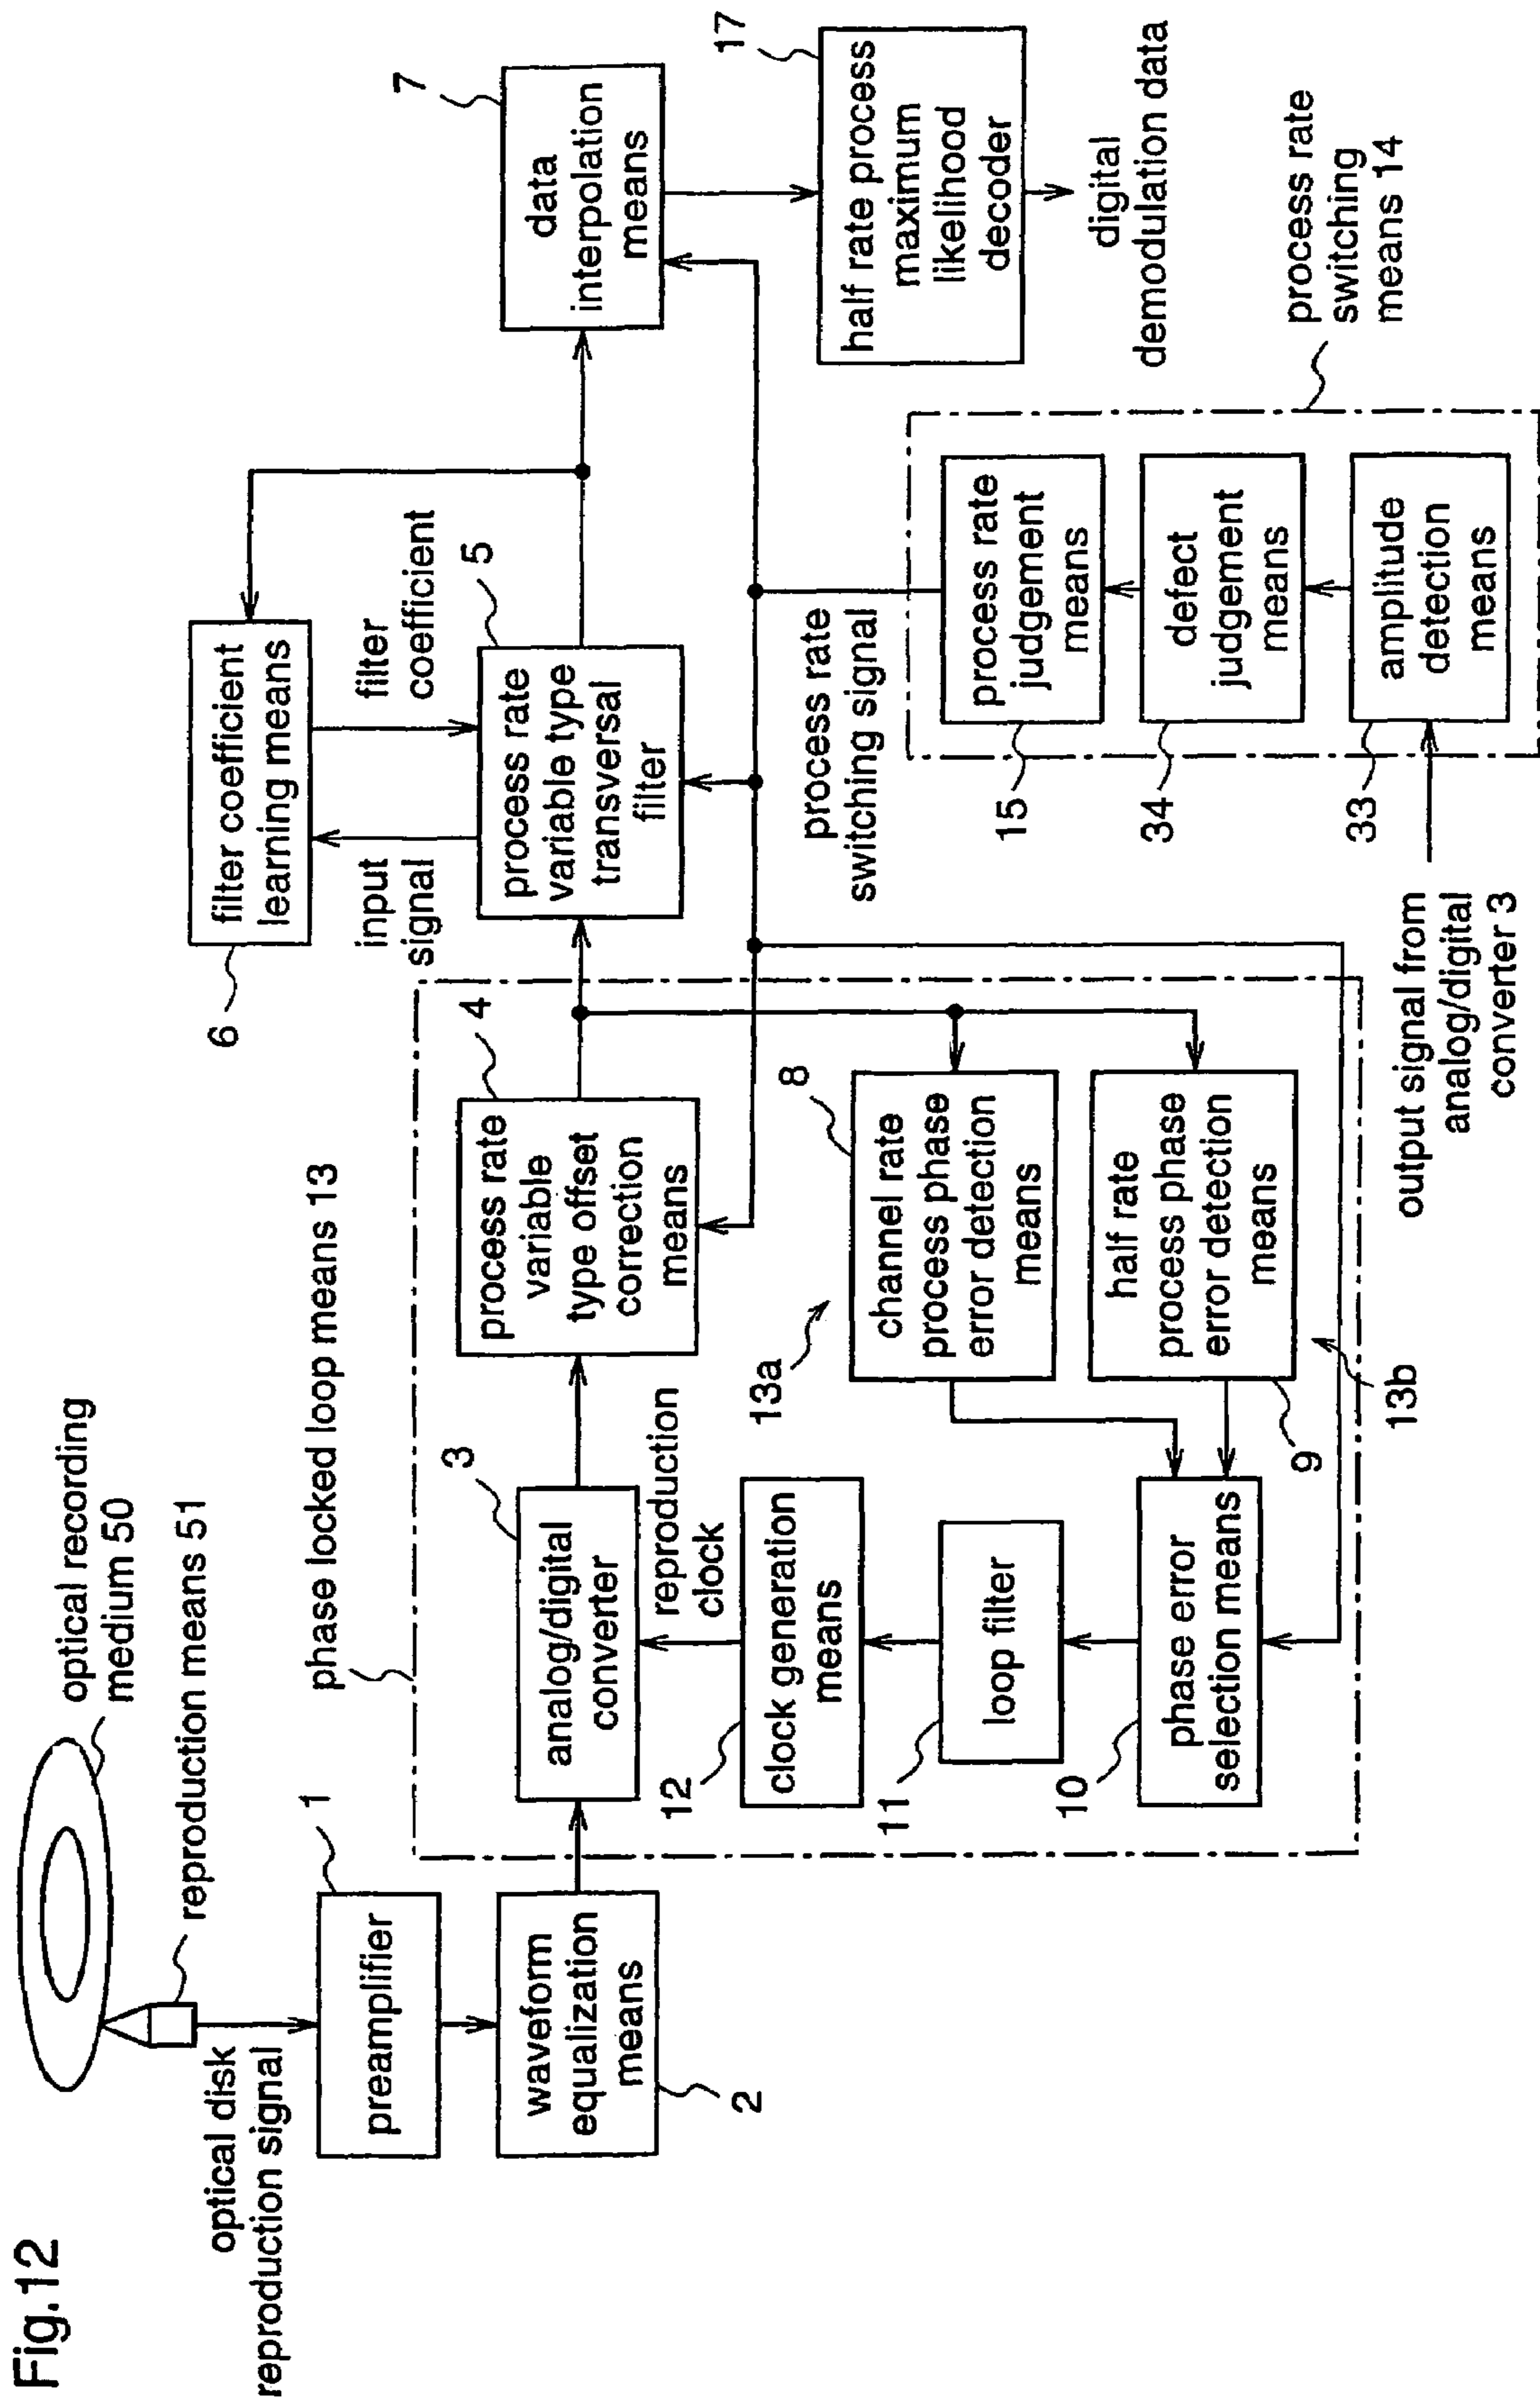 Fig.12
optical recording
medium 50
reproduction means 51
optical disk
reproduction signal
1
preamplifier
waveform
equalization
means
2
phase locked loop means 13
3
analog/digital
converter
reproduction
clock
4
process rate
variable
type offset
correction
means
12
clock generation
means
11
loop filter
10
phase error
selection means
13a
8
channel rate
process phase
error detection
means
half rate
process phase
error detection
means
9
13b
6
filter coefficient
learning means
input
signal
filter
coefficient
5
process rate
variable type
transversal
filter
7
data
interpolation
means
17
half rate process
maximum
likelihood
decoder
digital
demodulation data
process rate
switching signal
process rate
switching
means 14
15
process rate
judgement
means
34
defect
judgement
means
33
amplitude
detection
means
output signal from
analog/digital
converter 3